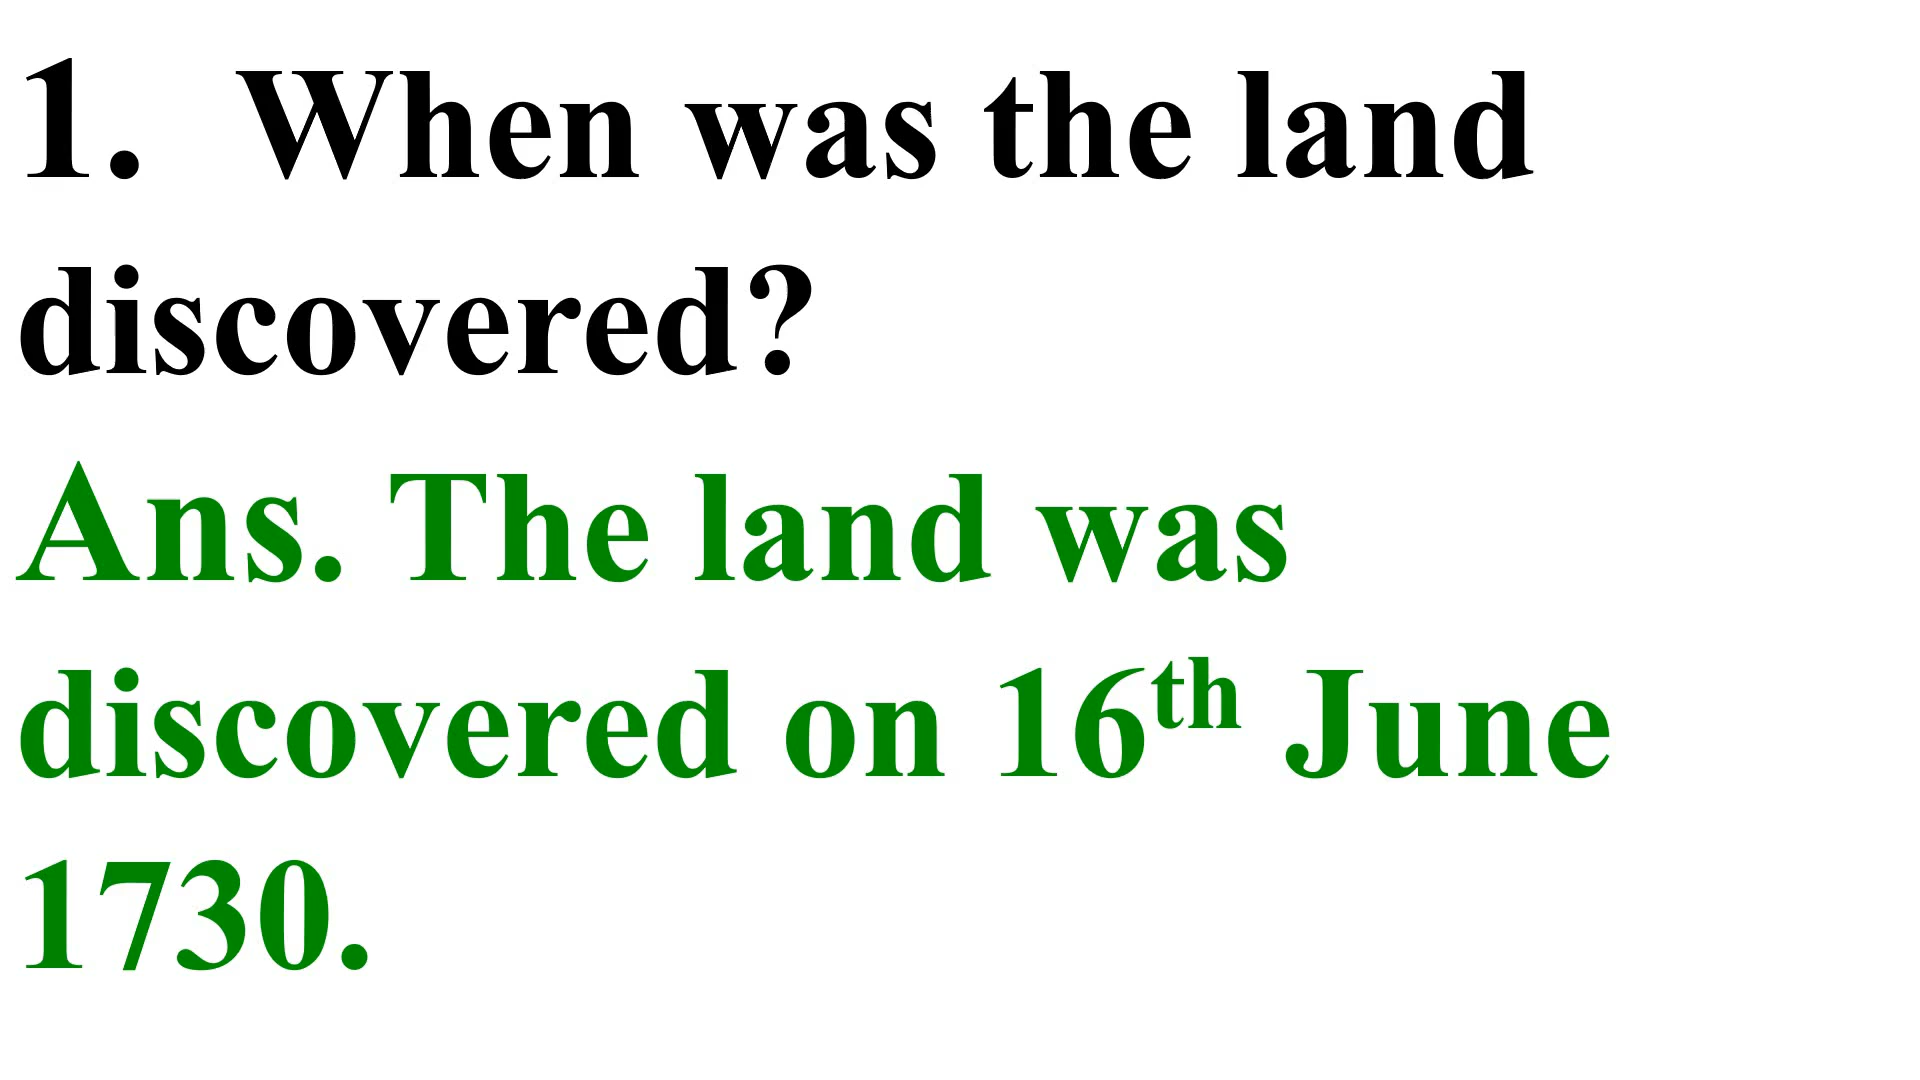 1.  When was the land
discovered?
Ans. The land was
discovered on 16th June
1730.